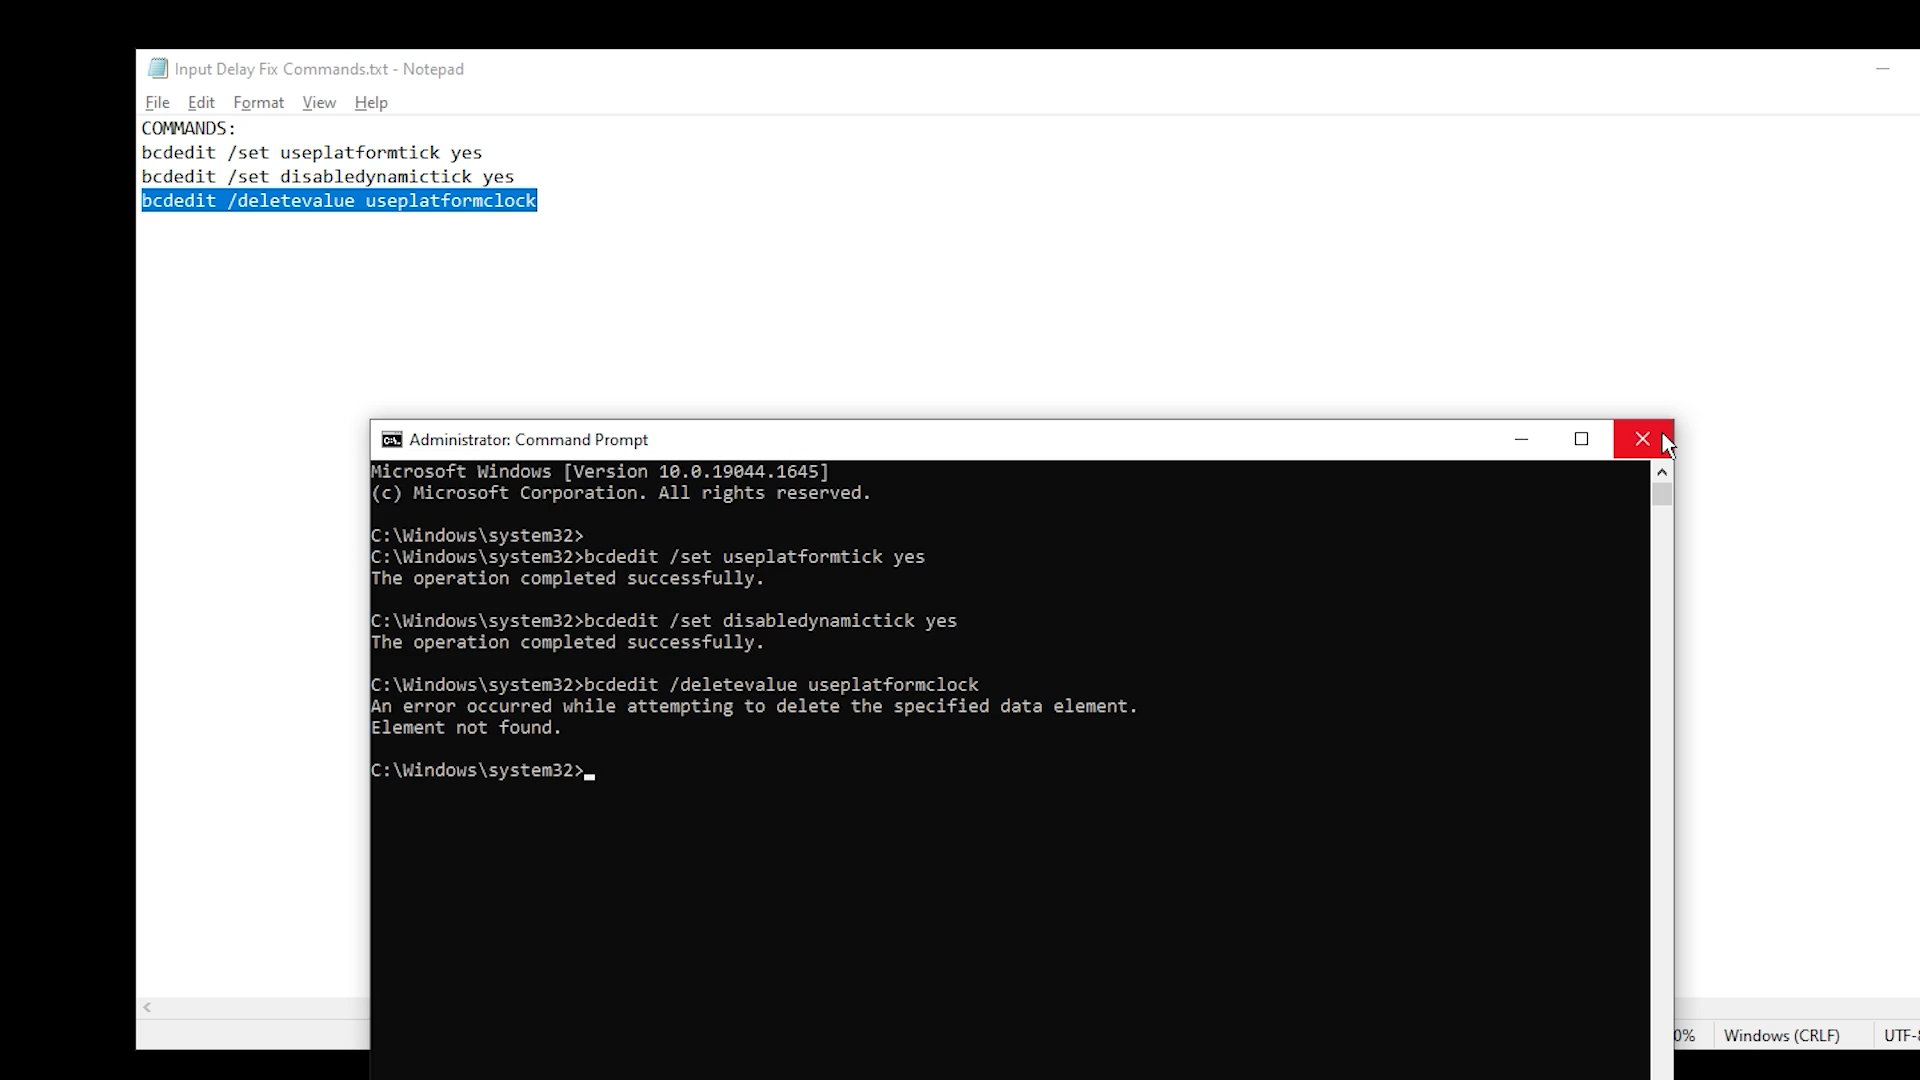 Input Delay Fix Commands.txt - Notepad
File Edit Format View Help
COMMANDS:
bcdedit /set useplatformtick yes
bcdedit /set disabledynamictick yes
bcdedit /deletevalue useplatformclock
Administrator: Command Prompt
Microsoft Windows [Version 10.0.19044.1645]
(c) Microsoft Corporation. All rights reserved.
C:\Windows\system32>
C:\Windows\system32>bcdedit /set useplatformtick yes
The operation completed successfully.
C:\Windows\system32>bcdedit /set disabledynamictick yes
The operation completed successfully.
C:\Windows\system32>bcdedit /deletevalue useplatformclock
An error occurred while attempting to delete the specified data element.
Element not found.
C:\Windows\system32>
0% Windows (CRLF) UTF-8